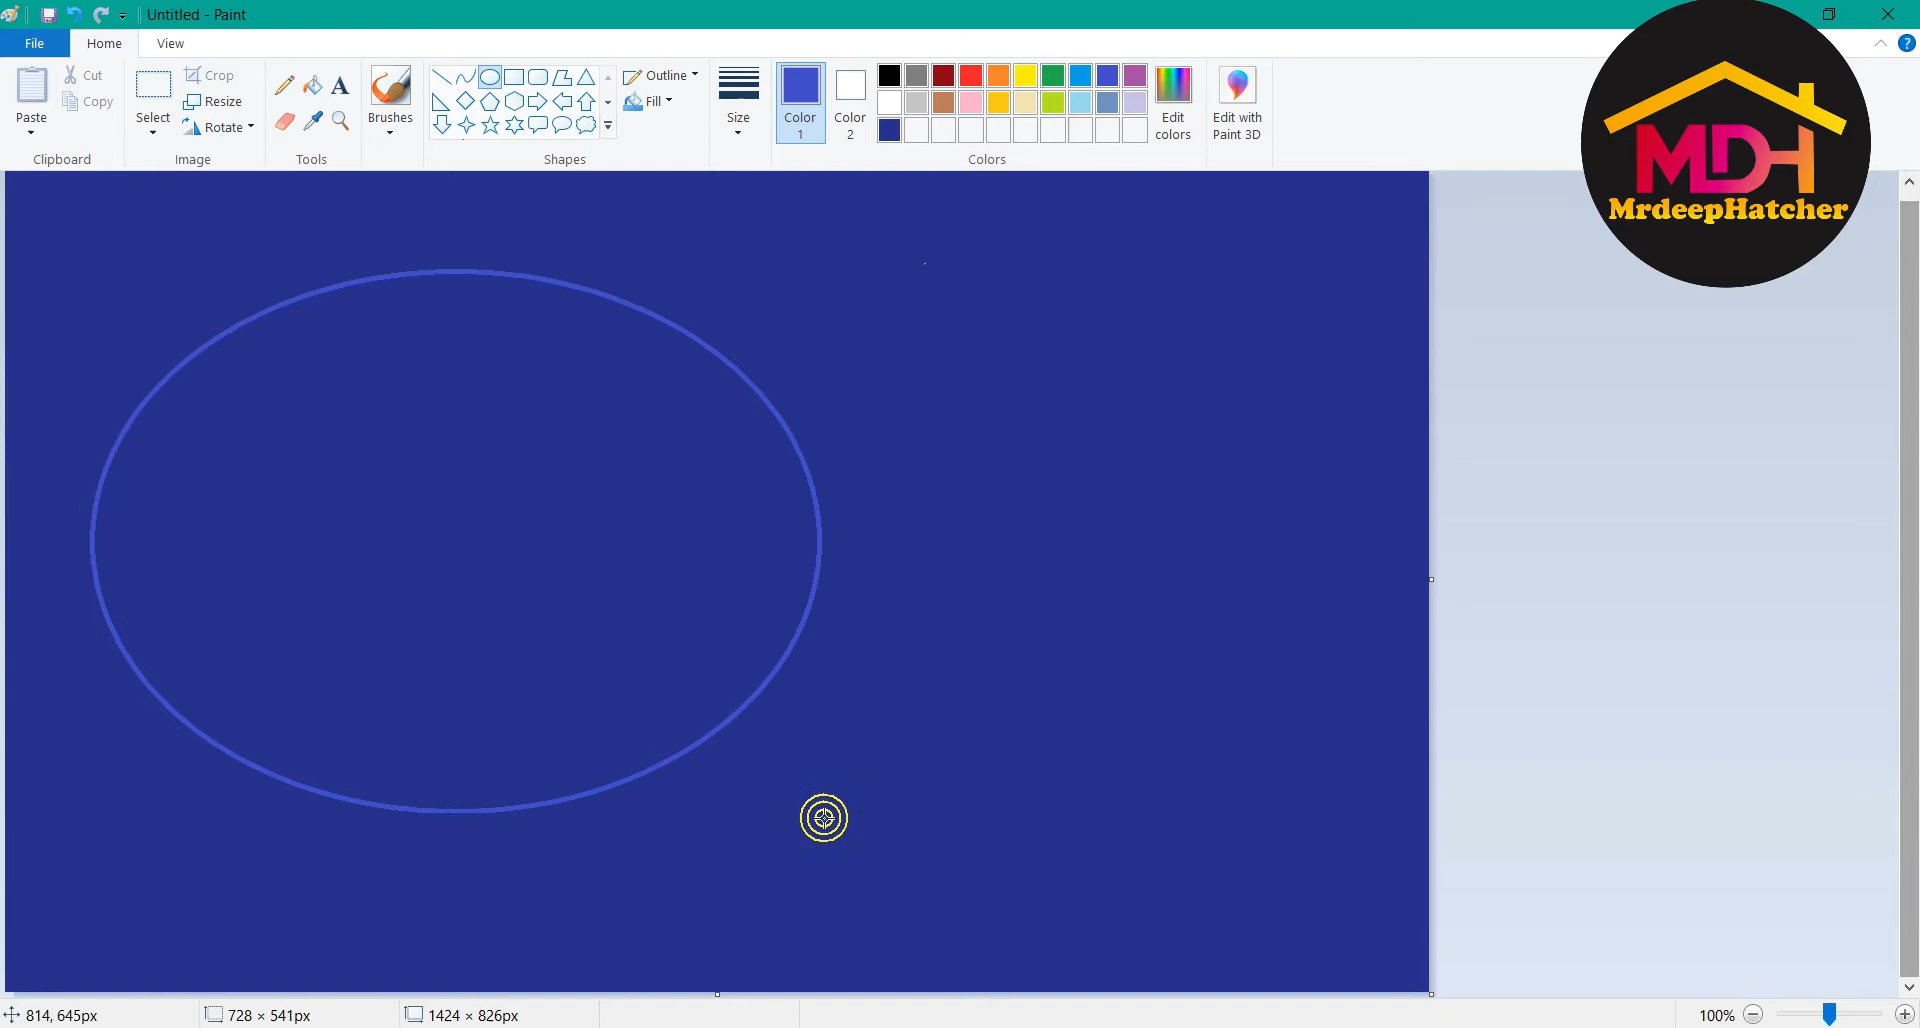 Untitled - Paint
File
Home
View
Paste
Cut
Copy
Clipboard
Select
Crop
Resize
Rotate
Image
A
Tools
Brushes
Outline
Fill
Shapes
Size
Color
1
Color
2
Edit
colors
Colors
Edit with
Paint 3D
?
MDH
MrdeepHatcher
814, 645px
728 × 541px
1424 × 826px
100%